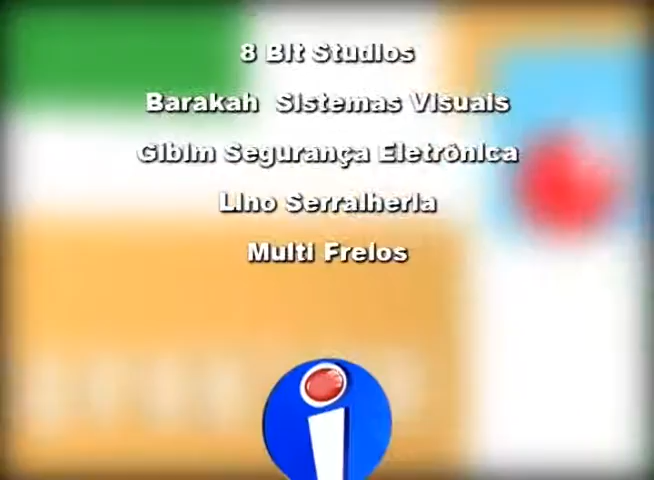 8 Bit Studios
Barakah Sistemas Visuais
Gibim Segurança Eletrônica
Lino Serralheria
Multi Freios
i